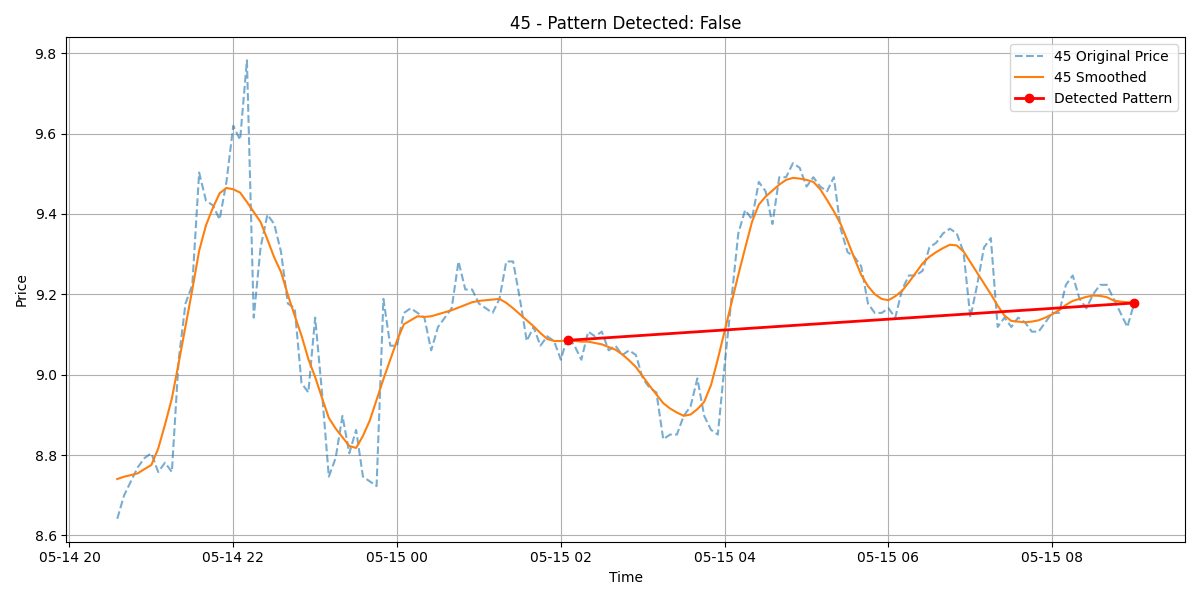 45 - Pattern Detected: False
45 Original Price
45 Smoothed
Detected Pattern
Price
9.8
9.6
9.4
9.2
9.0
8.8
8.6
05-14 20 05-14 22 05-15 00 05-15 02 05-15 04 05-15 06 05-15 08
Time